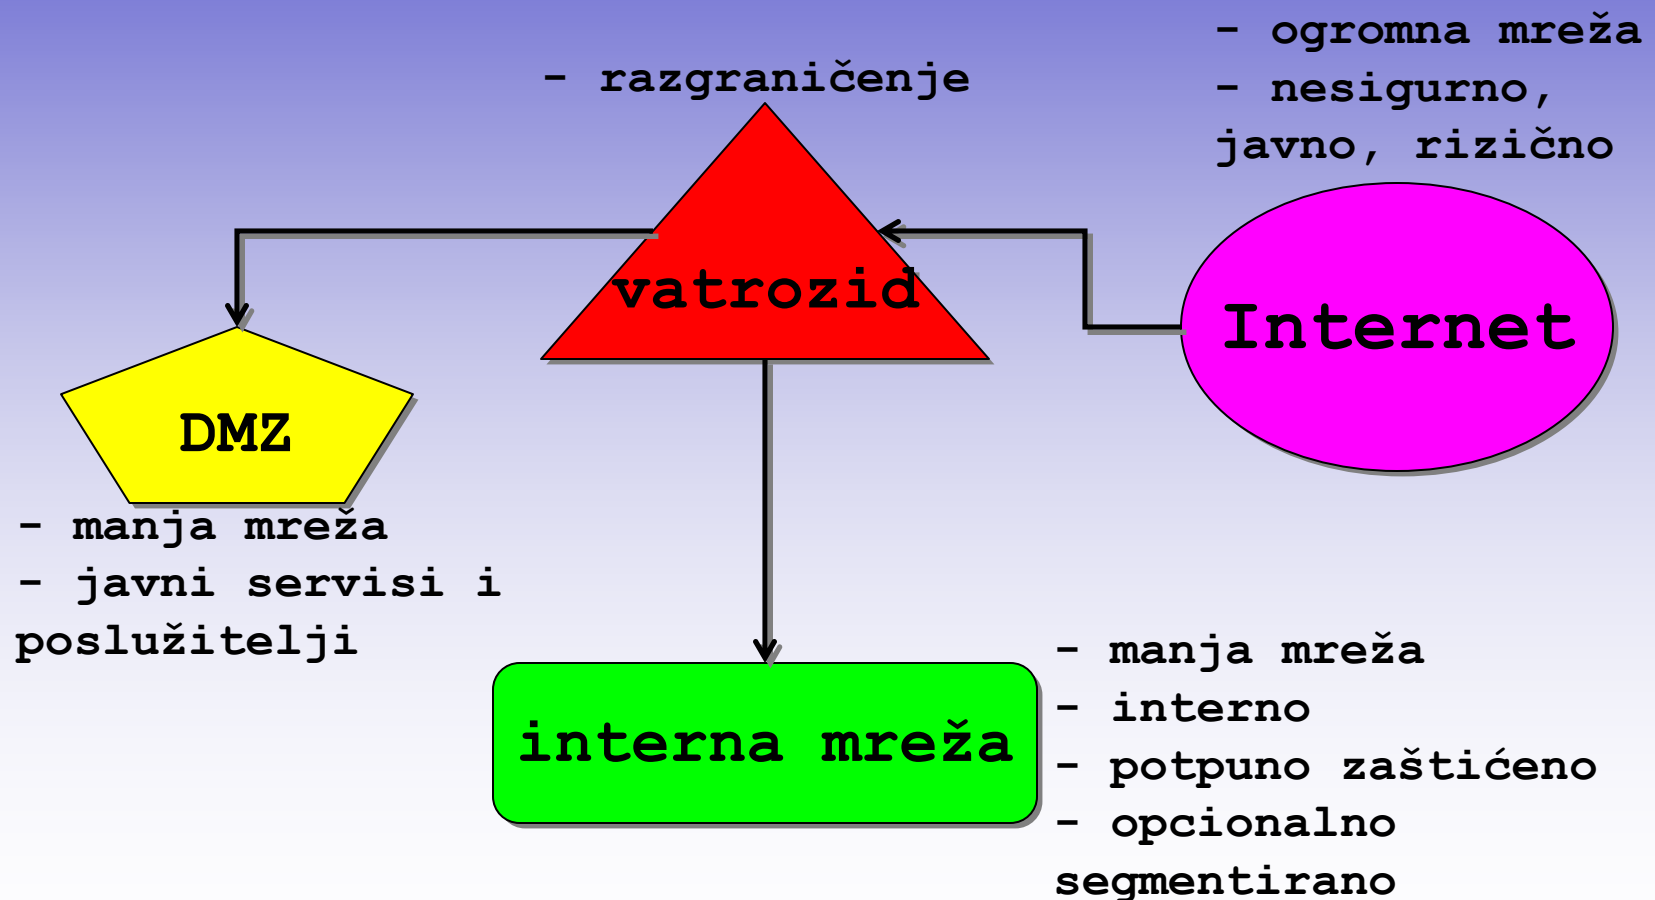 - ogromna mreža
- nesigurno,
javno, rizično
- razgraničenje
vatrozid
Internet
DMZ
- manja mreža
- javni servisi i
poslužitelji
interna mreža
- manja mreža
- interno
- potpuno zaštićeno
- opcionalno
segmentirano